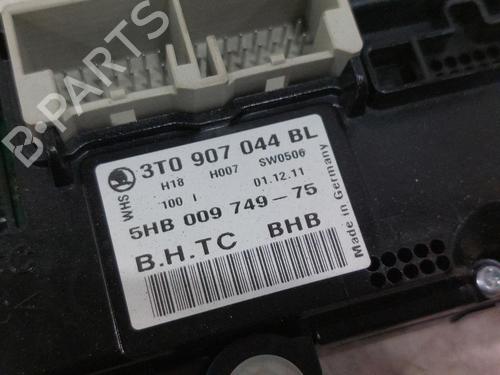 B-PARTS
WHS
3T0 907 044 BL
H18 H007 SW0506
100 I 01.12.11
5HB 009 749-75
B.H.TC BHB
Made in Germany